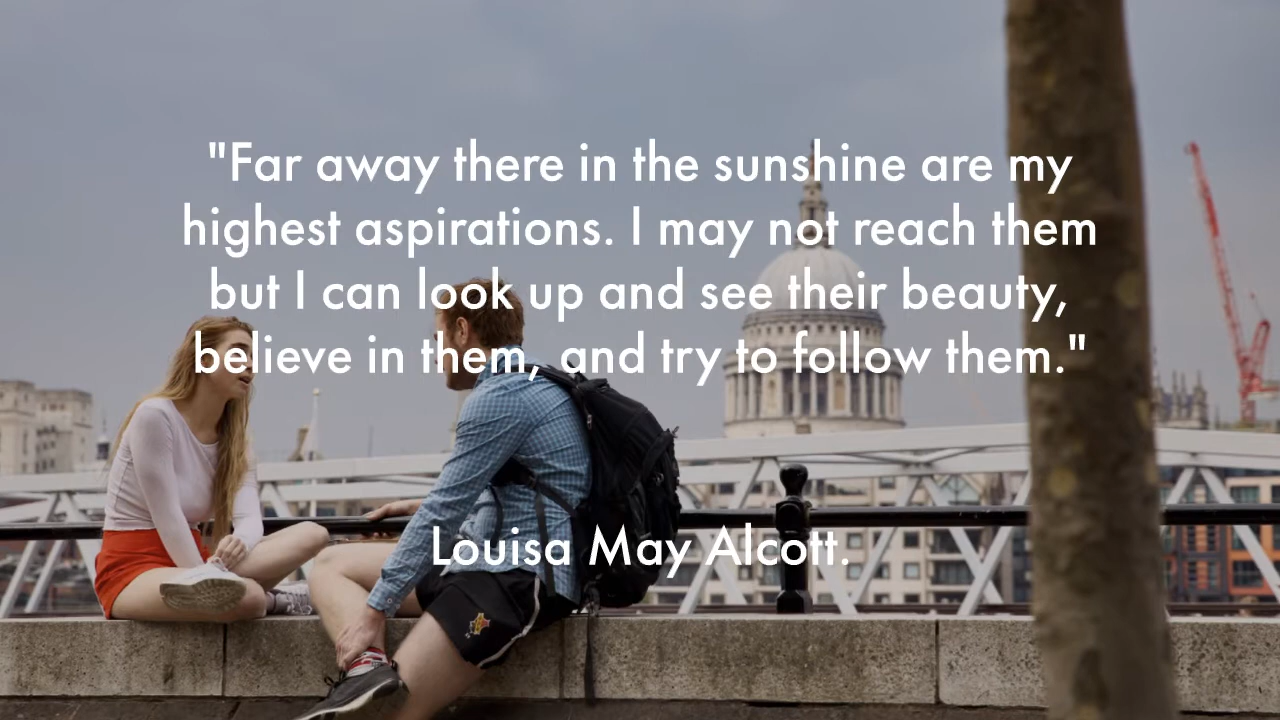 "Far away there in the sunshine are my
highest aspirations. I may not reach them
but I can look up and see their beauty,
believe in them, and try to follow them."
Louisa May Alcott.